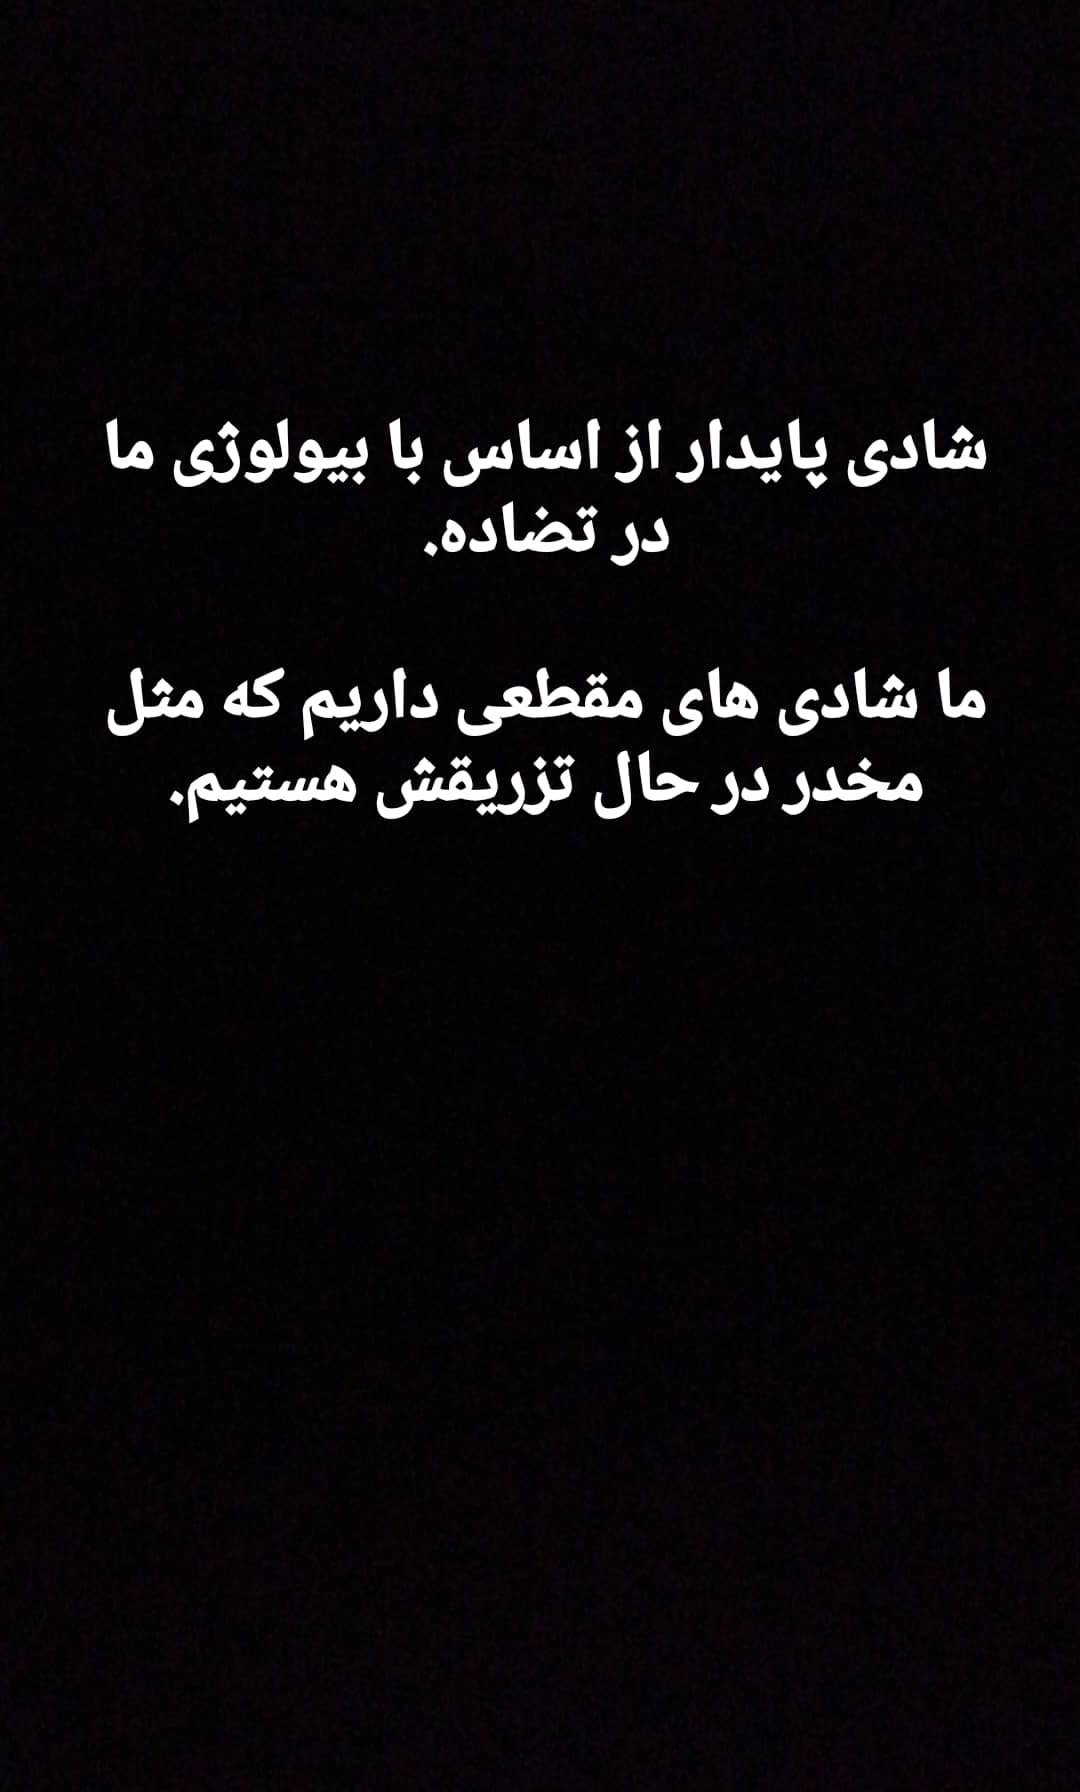 شادی پایدار از اساس با بیولوژی ما
در تضاده.
ما شادی های مقطعی داریم که مثل
مخدر در حال تزریقش هستیم.